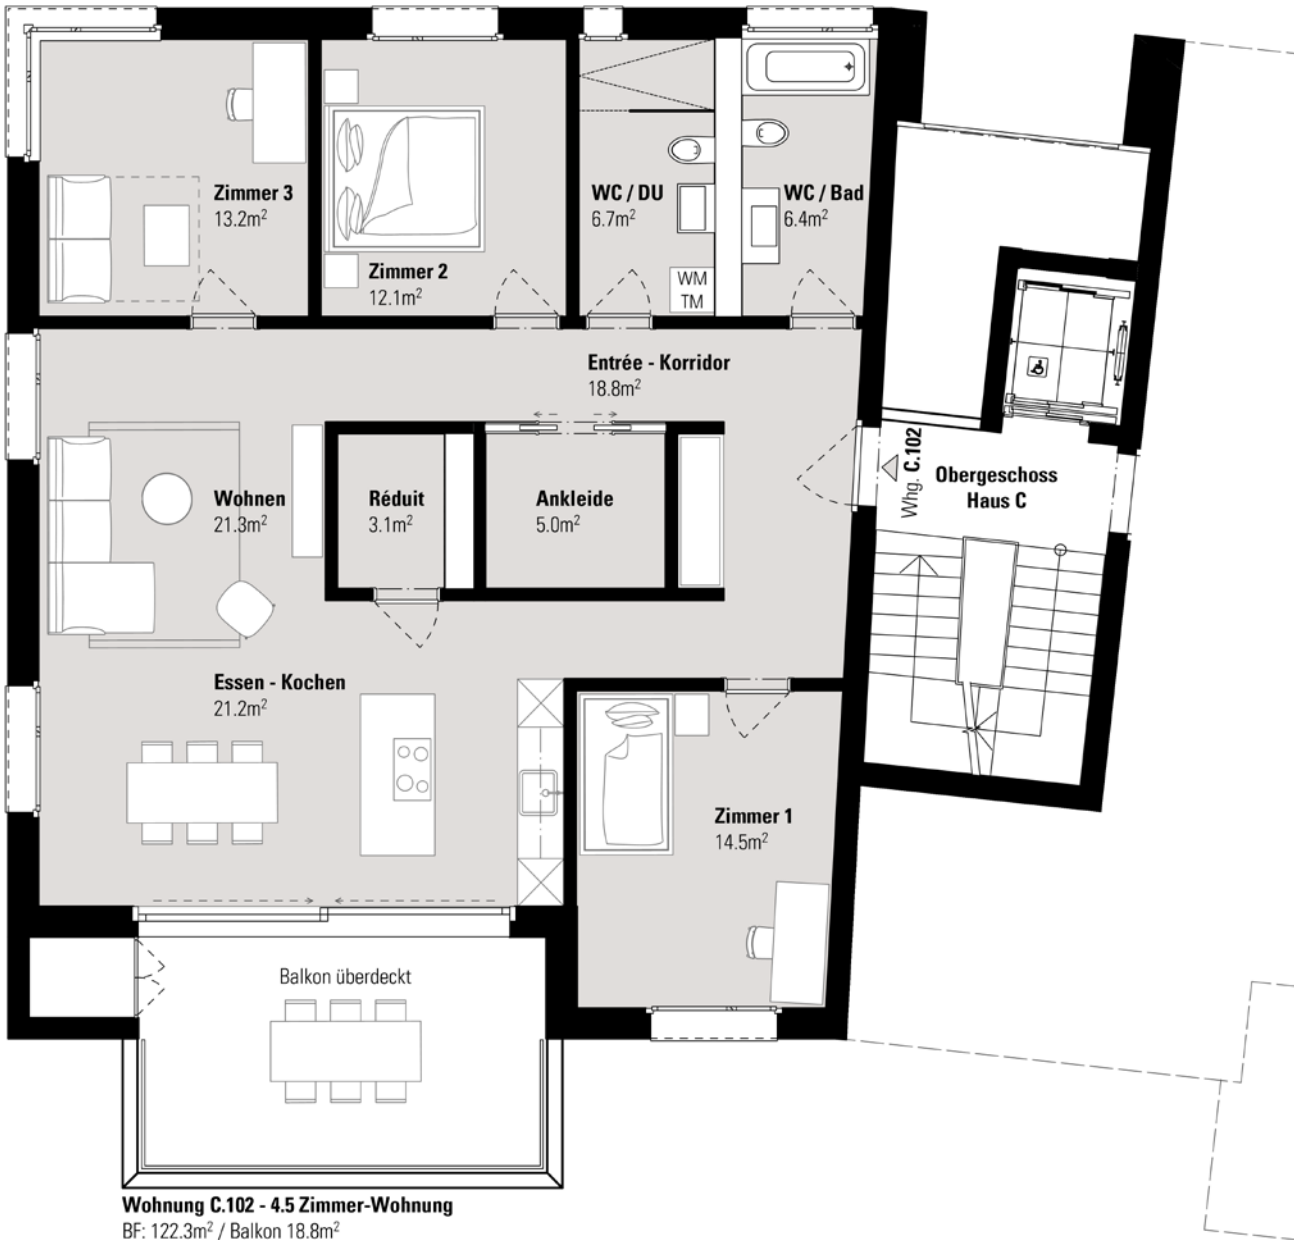 Zimmer 3
13.2m²
Zimmer 2
12.1m²
WC / DU
6.7m²
WC / Bad
6.4m²
WM
TM
Entrée - Korridor
18.8m²
Wohnen
21.3m²
Réduit
3.1m²
Ankleide
5.0m²
Whg. C.102
Obergeschoss
Haus C
Essen - Kochen
21.2m²
Zimmer 1
14.5m²
Balkon überdeckt
Wohnung C.102 - 4.5 Zimmer-Wohnung
BF: 122.3m² / Balkon 18.8m²